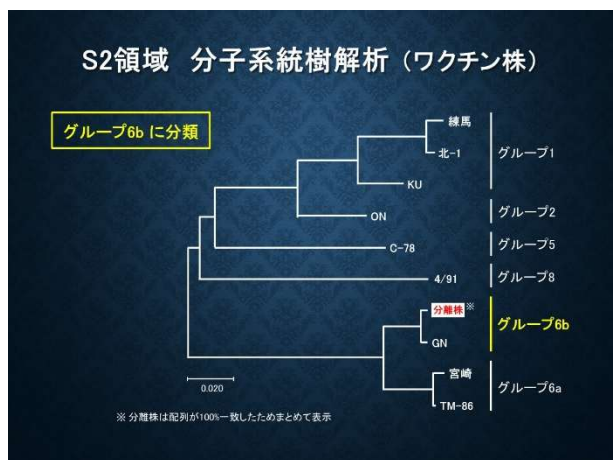 S2領域 分子系統樹解析（ワクチン株）
グループ6b に分類
練馬
北-1
KU
グループ1
ON
グループ2
C-78
グループ5
4/91
グループ8
分離株※
GN
グループ6b
宮崎
TM-86
グループ6a
0.020
※ 分離株は配列が100%一致したためまとめて表示